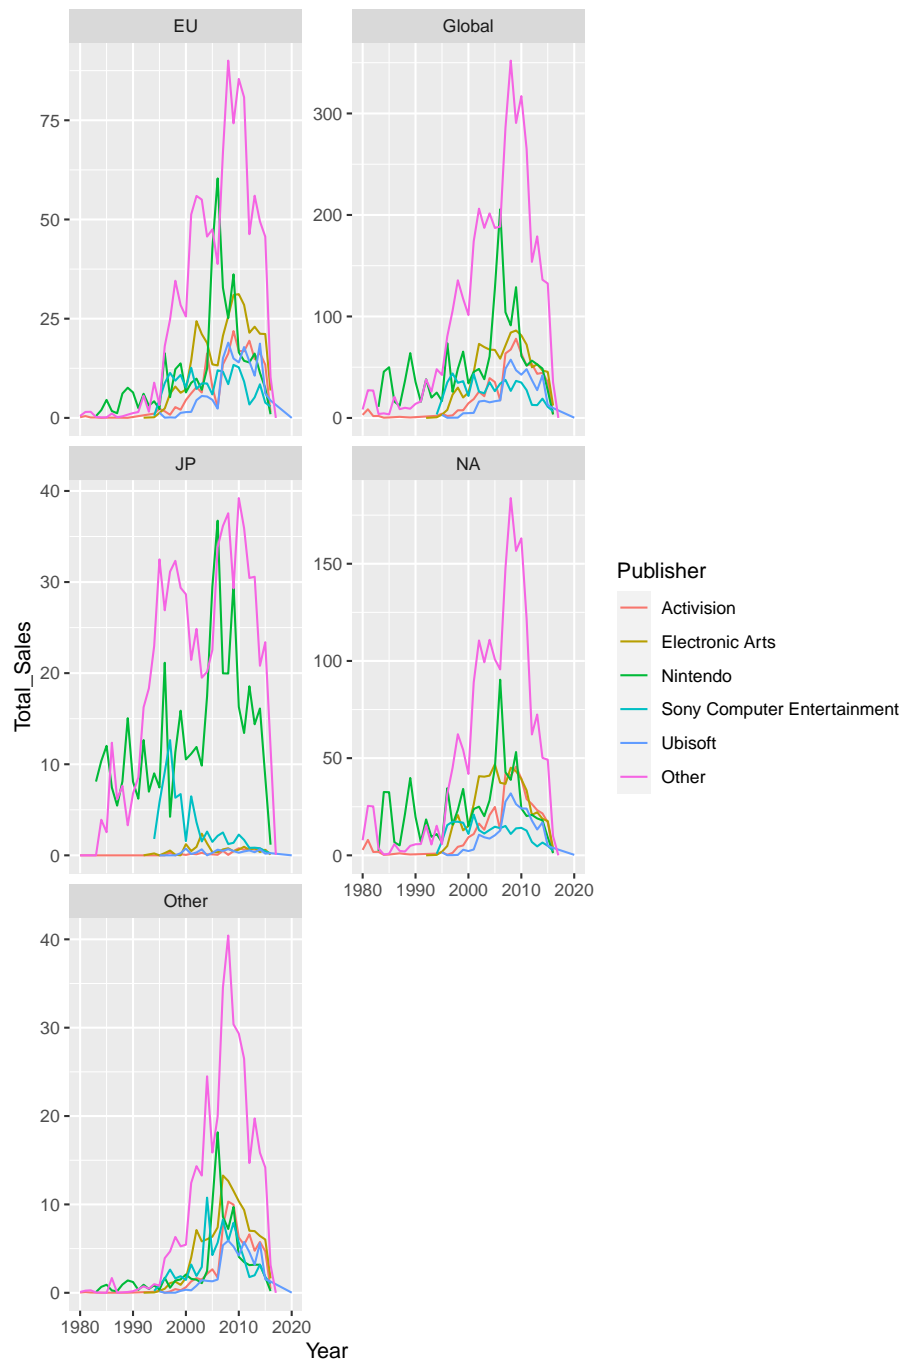 EU
Global
75
50
25
0
300
200
100
0
JP
NA
40
30
20
10
0
150
100
50
0
1980 1990 2000 2010 2020
Other
40
30
20
10
0
1980 1990 2000 2010 2020
Year
Total_Sales
Publisher
Activision
Electronic Arts
Nintendo
Sony Computer Entertainment
Ubisoft
Other